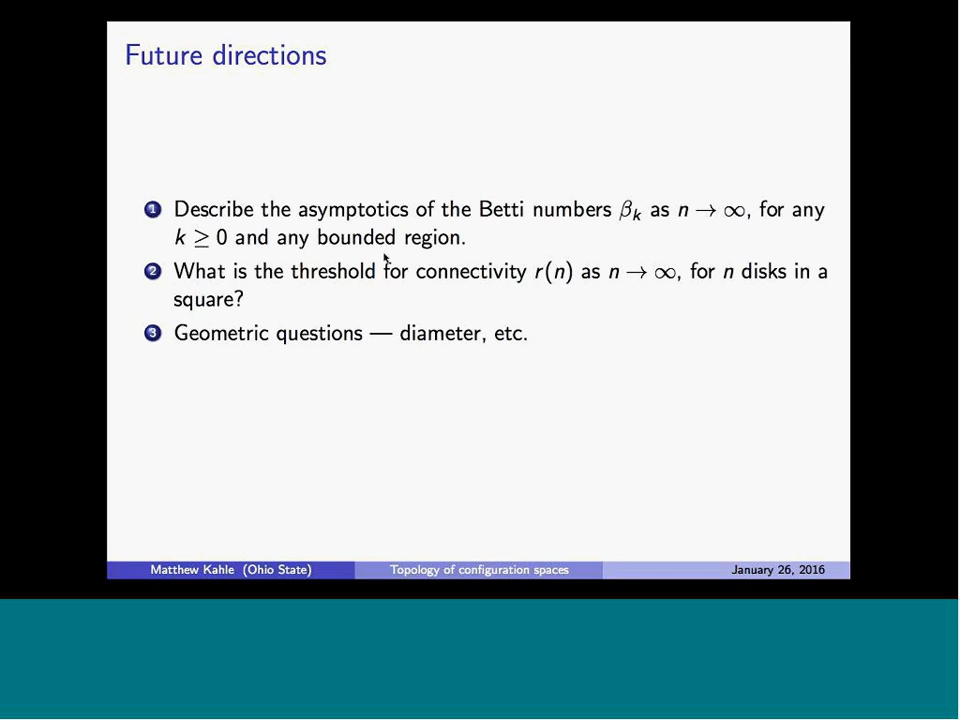 Future directions
1 Describe the asymptotics of the Betti numbers βₖ as n → ∞, for any
k ≥ 0 and any bounded region.
2 What is the threshold for connectivity r(n) as n → ∞, for n disks in a
square?
3 Geometric questions — diameter, etc.
Matthew Kahle (Ohio State) Topology of configuration spaces January 26, 2016